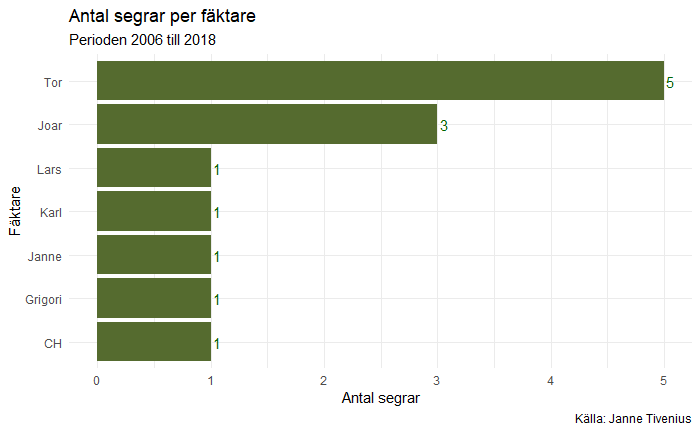 Antal segrar per fäktare
Perioden 2006 till 2018
Tor 5
Joar 3
Lars 1
Karl 1
Janne 1
Grigori 1
CH 1
Fäktare
0 1 2 3 4 5
Antal segrar
Källa: Janne Tivenius